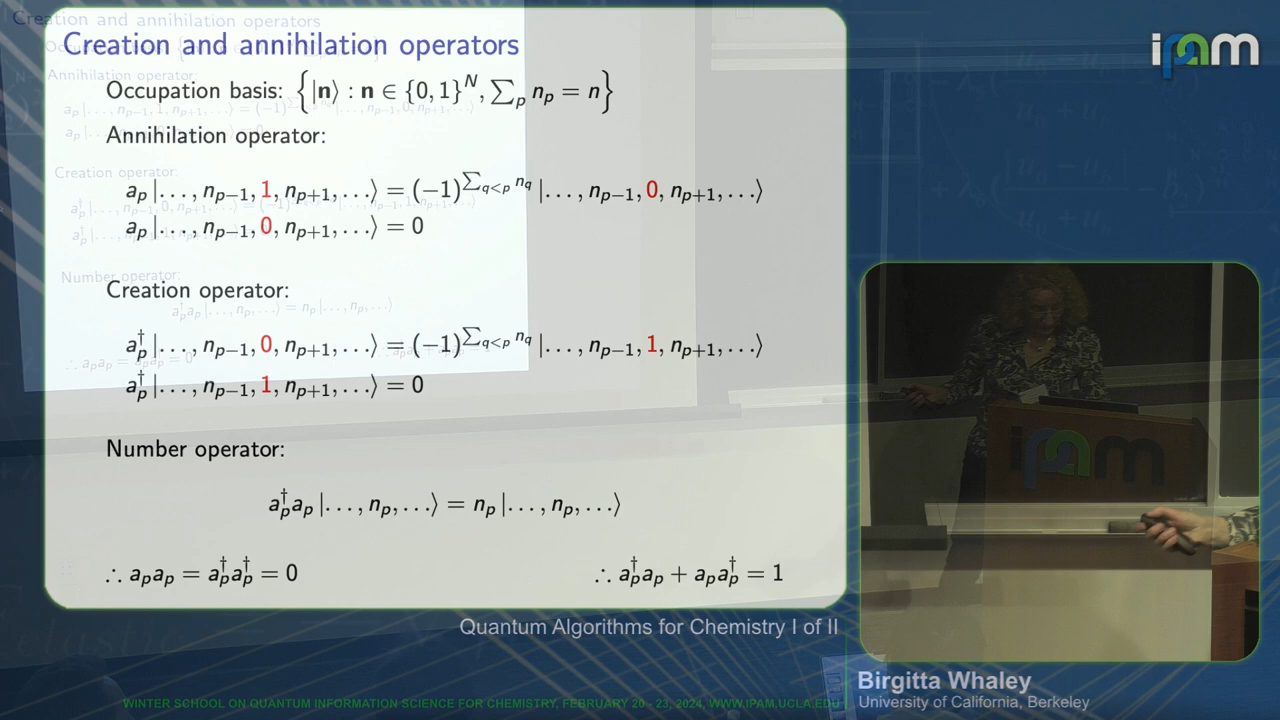 Creation and annihilation operators
Occupation basis: {|n⟩ : n ∈ {0, 1}^N, ∑_p n_p = n}
Annihilation operator:
a_p |…, n_{p−1}, 1, n_{p+1}, …⟩ = (−1)^{∑_{q<p} n_q} |…, n_{p−1}, 0, n_{p+1}, …⟩
a_p |…, n_{p−1}, 0, n_{p+1}, …⟩ = 0
Creation operator:
a_p^† |…, n_{p−1}, 0, n_{p+1}, …⟩ = (−1)^{∑_{q<p} n_q} |…, n_{p−1}, 1, n_{p+1}, …⟩
a_p^† |…, n_{p−1}, 1, n_{p+1}, …⟩ = 0
Number operator:
a_p^† a_p |…, n_p, …⟩ = n_p |…, n_p, …⟩
∴ a_p a_p = a_p^† a_p^† = 0 ∴ a_p^† a_p + a_p a_p^† = 1
ipam
ipam
Quantum Algorithms for Chemistry I of II
Birgitta Whaley
University of California, Berkeley
WINTER SCHOOL ON QUANTUM INFORMATION SCIENCE FOR CHEMISTRY, FEBRUARY 20 - 23, 2024, WWW.IPAM.UCLA.EDU